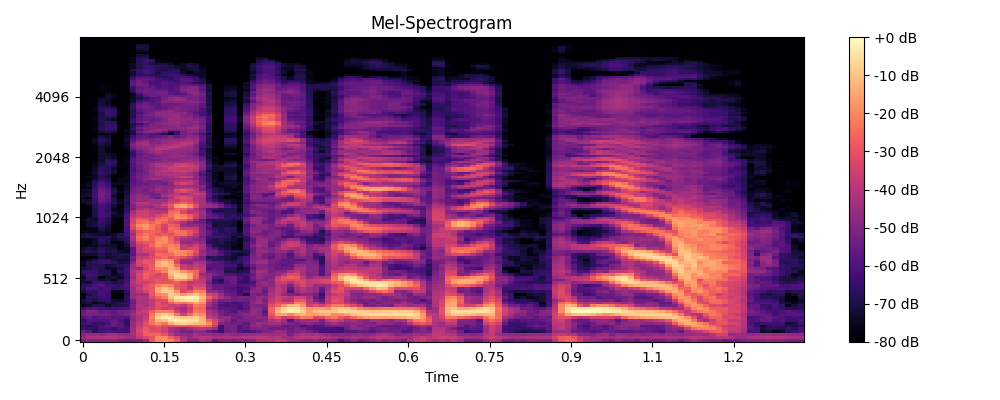 Mel-Spectrogram
Hz
4096
2048
1024
512
0
0
0.15
0.3
0.45
0.6
0.75
0.9
1.1
1.2
Time
+0 dB
-10 dB
-20 dB
-30 dB
-40 dB
-50 dB
-60 dB
-70 dB
-80 dB